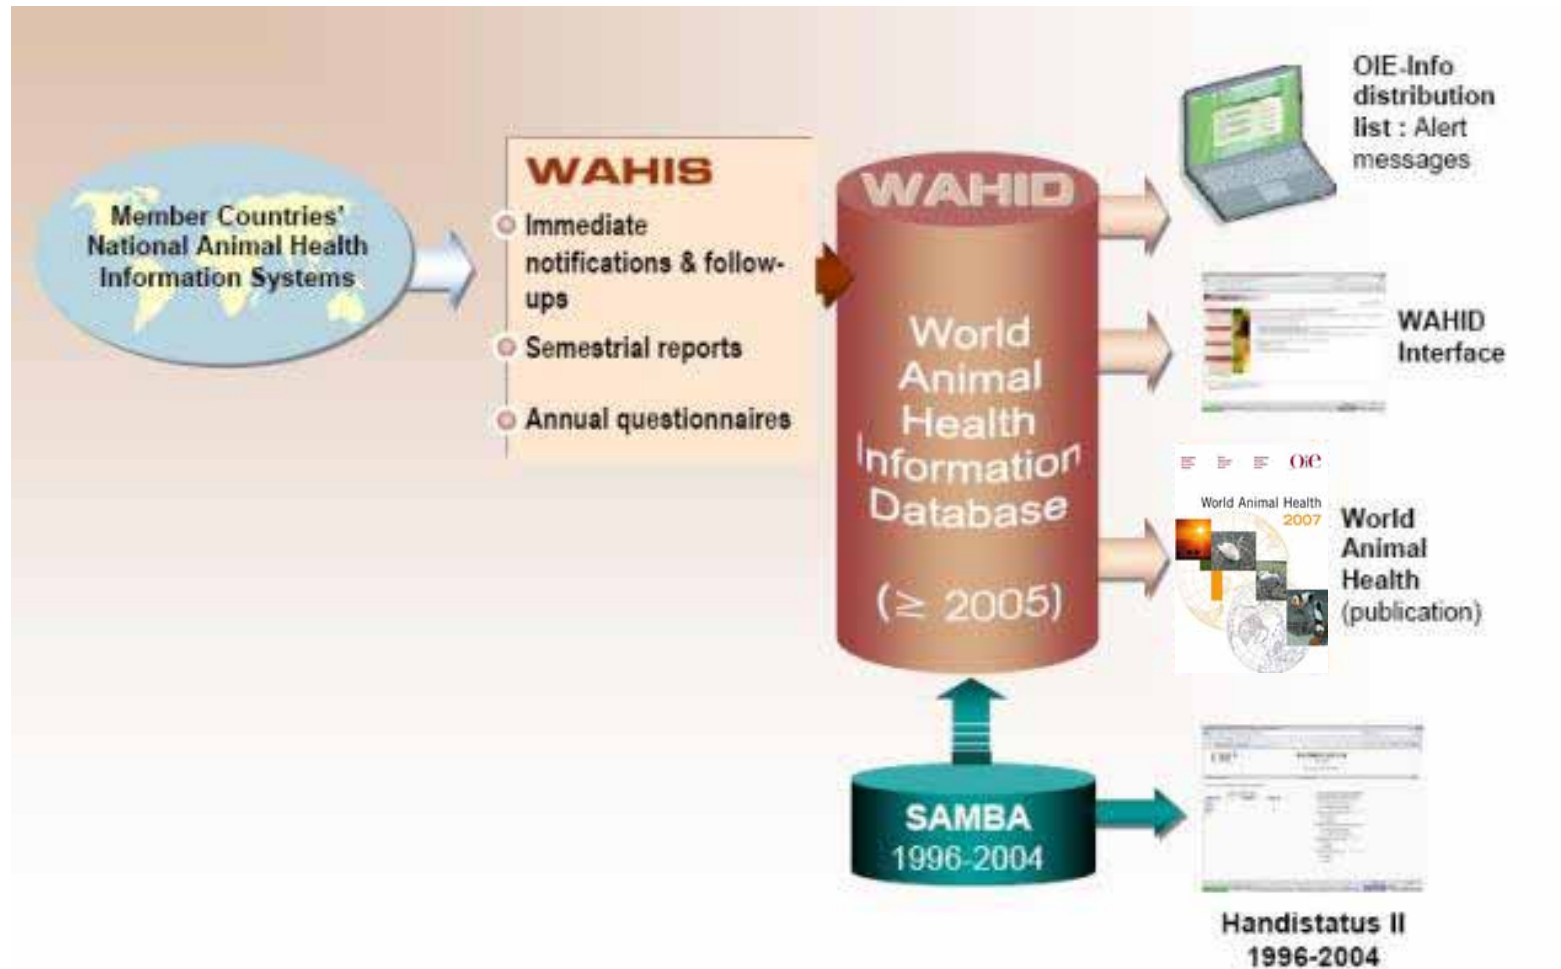 Member Countries'
National Animal Health
Information Systems
WAHIS
Immediate
notifications & follow-
ups
Semestrial reports
Annual questionnaires
WAHID
World
Animal
Health
Information
Database
(≥ 2005)
SAMBA
1996-2004
OIE-Info
distribution
list : Alert
messages
WAHID
Interface
Oie
World Animal Health
2007
World
Animal
Health
(publication)
Handistatus II
1996-2004